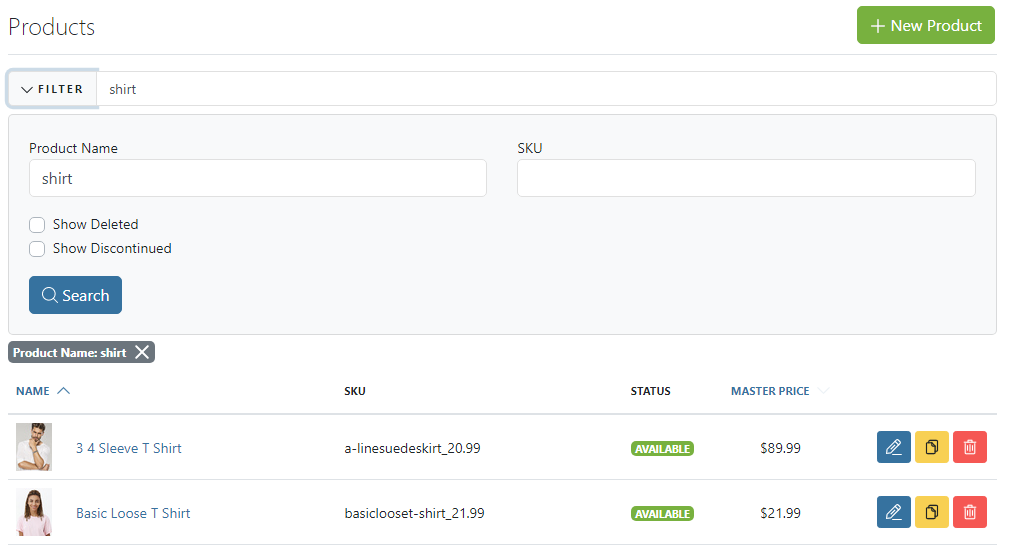 Products
New Product
FILTER
shirt
Product Name
SKU
shirt
Show Deleted
Show Discontinued
Search
Product Name: shirt
NAME SKU STATUS MASTER PRICE
3 4 Sleeve T Shirt a-linesuedeskirt_20.99 AVAILABLE $89.99
Basic Loose T Shirt basiclooset-shirt_21.99 AVAILABLE $21.99